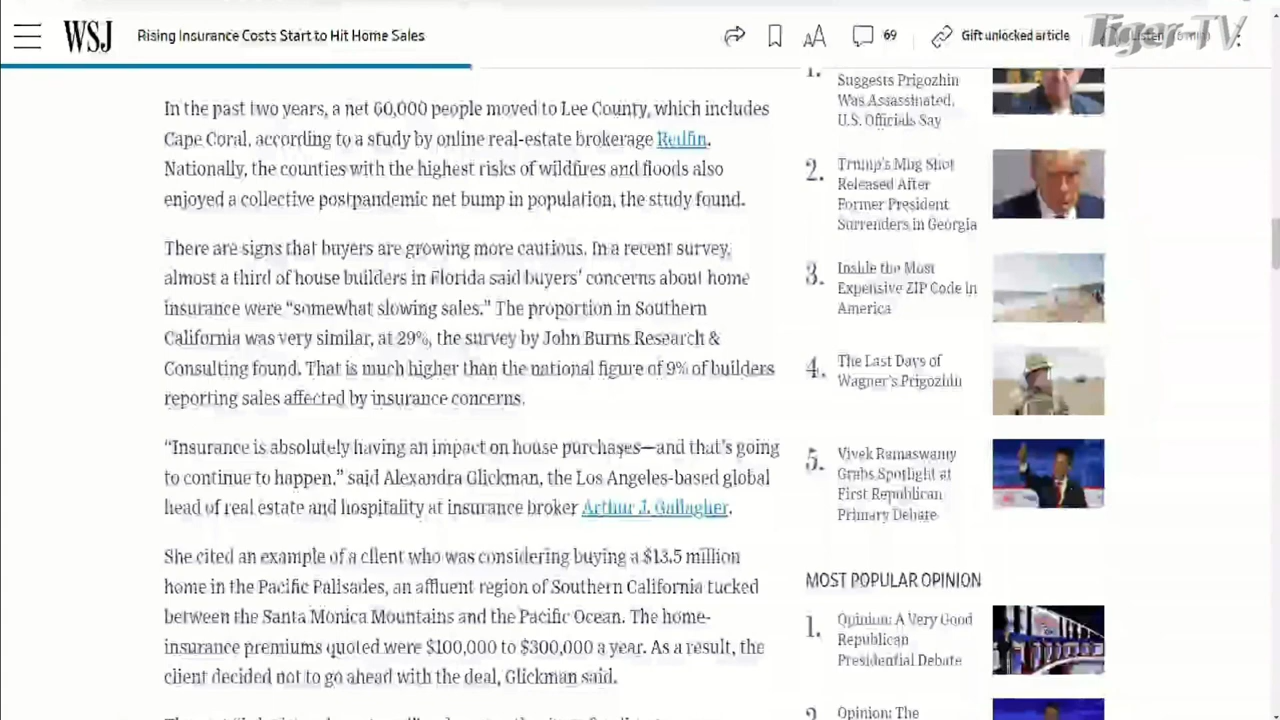 WSJ
Rising Insurance Costs Start to Hit Home Sales
69
Gift unlocked article
Listen
Tiger TV
In the past two years, a net 60,000 people moved to Lee County, which includes
Cape Coral, according to a study by online real-estate brokerage Redfin.
Nationally, the counties with the highest risks of wildfires and floods also
enjoyed a collective postpandemic net bump in population, the study found.
There are signs that buyers are growing more cautious. In a recent survey,
almost a third of house builders in Florida said buyers’ concerns about home
insurance were “somewhat slowing sales.” The proportion in Southern
California was very similar, at 29%, the survey by John Burns Research &
Consulting found. That is much higher than the national figure of 9% of builders
reporting sales affected by insurance concerns.
“Insurance is absolutely having an impact on house purchases—and that’s going
to continue to happen,” said Alexandra Glickman, the Los Angeles-based global
head of real estate and hospitality at insurance broker Arthur J. Gallagher.
She cited an example of a client who was considering buying a $13.5 million
home in the Pacific Palisades, an affluent region of Southern California tucked
between the Santa Monica Mountains and the Pacific Ocean. The home-
insurance premiums quoted were $100,000 to $300,000 a year. As a result, the
client decided not to go ahead with the deal, Glickman said.
1.
Suggests Prigozhin
Was Assassinated,
U.S. Officials Say
2.
Trump’s Mug Shot
Released After
Former President
Surrenders in Georgia
3.
Inside the Most
Expensive ZIP Code in
America
4.
The Last Days of
Wagner’s Prigozhin
5.
Vivek Ramaswamy
Grabs Spotlight at
First Republican
Primary Debate
MOST POPULAR OPINION
1.
Opinion: A Very Good
Republican
Presidential Debate
2.
Opinion: The